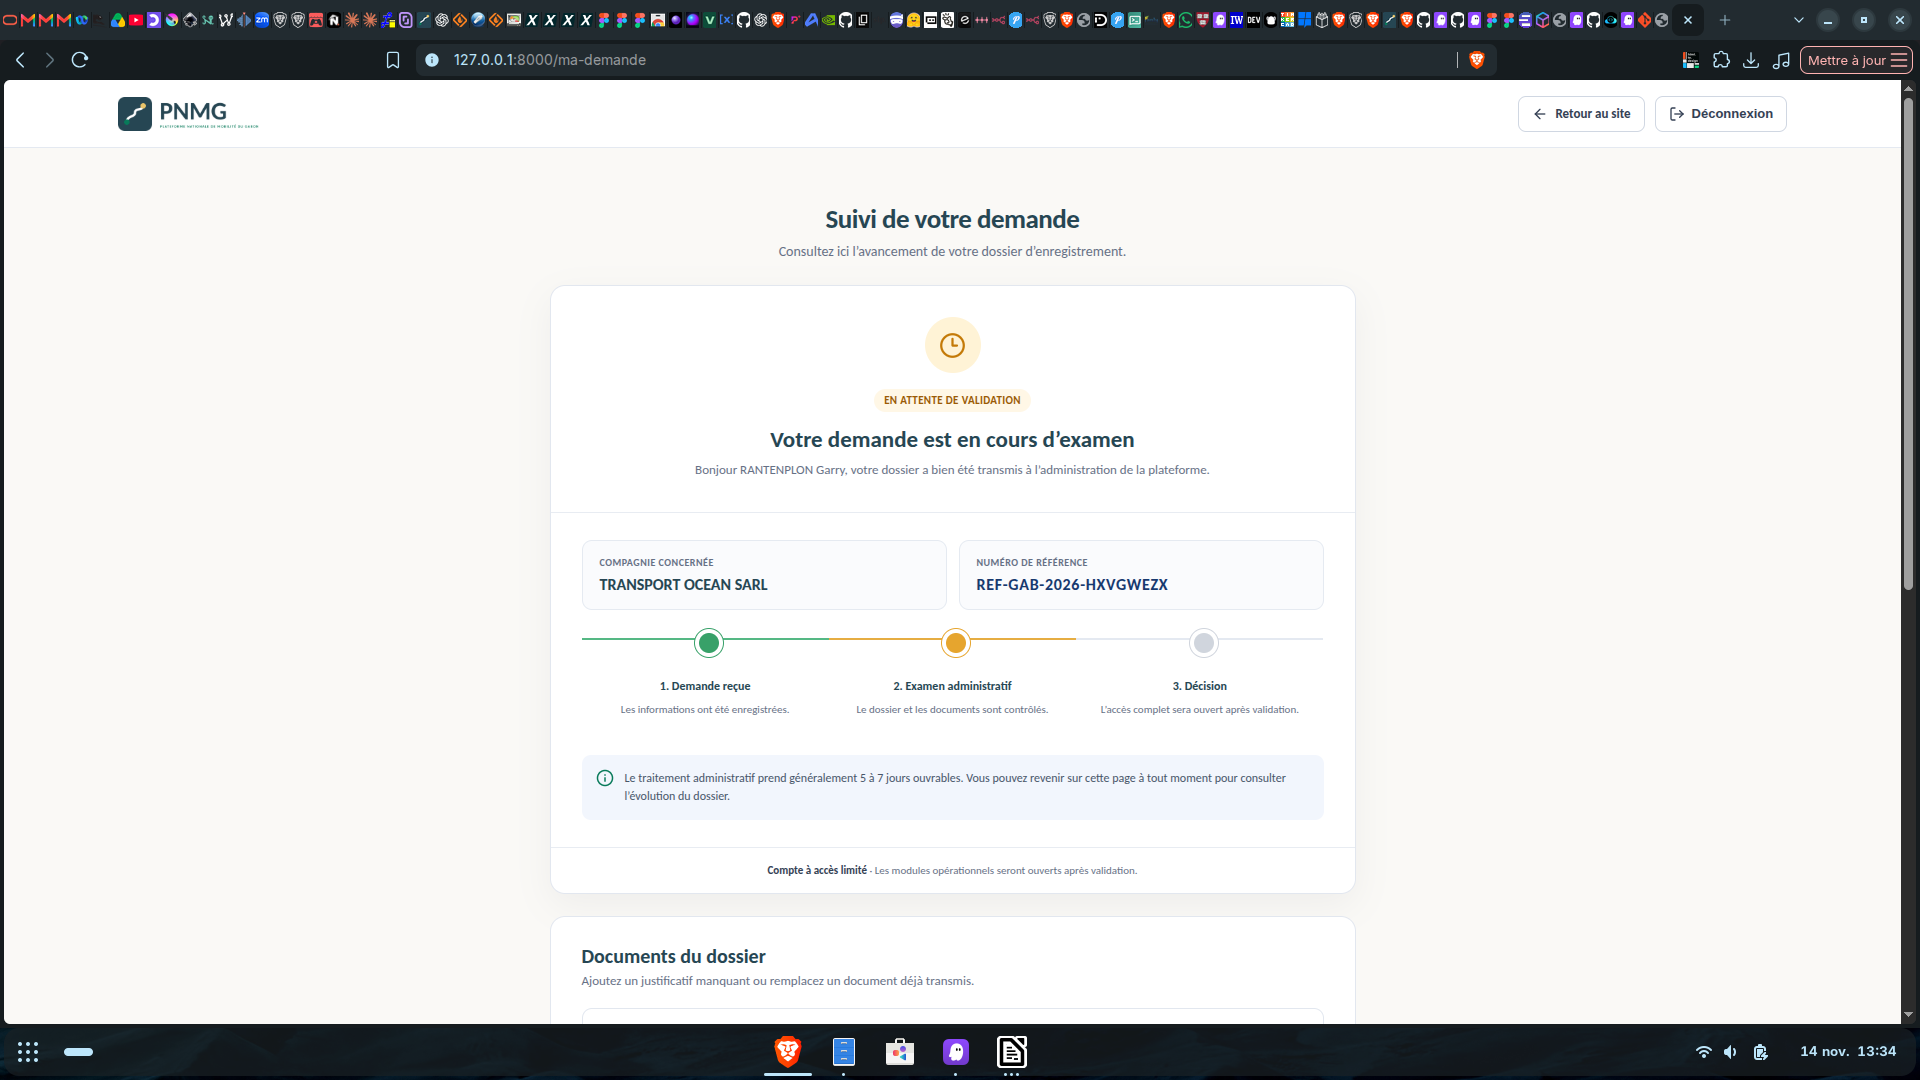 127.0.0.1:8000/ma-demande
Mettre à jour
PNMG
PLATEFORME NATIONALE DE MOBILITÉ DU GABON
Retour au site
Déconnexion
Suivi de votre demande
Consultez ici l’avancement de votre dossier d’enregistrement.
EN ATTENTE DE VALIDATION
Votre demande est en cours d’examen
Bonjour RANTENPLON Garry, votre dossier a bien été transmis à l’administration de la plateforme.
COMPAGNIE CONCERNÉE
TRANSPORT OCEAN SARL
NUMÉRO DE RÉFÉRENCE
REF-GAB-2026-HXVGWEZX
1. Demande reçue
Les informations ont été enregistrées.
2. Examen administratif
Le dossier et les documents sont contrôlés.
3. Décision
L’accès complet sera ouvert après validation.
Le traitement administratif prend généralement 5 à 7 jours ouvrables. Vous pouvez revenir sur cette page à tout moment pour consulter
l’évolution du dossier.
Compte à accès limité · Les modules opérationnels seront ouverts après validation.
Documents du dossier
Ajoutez un justificatif manquant ou remplacez un document déjà transmis.
14 nov. 13:34